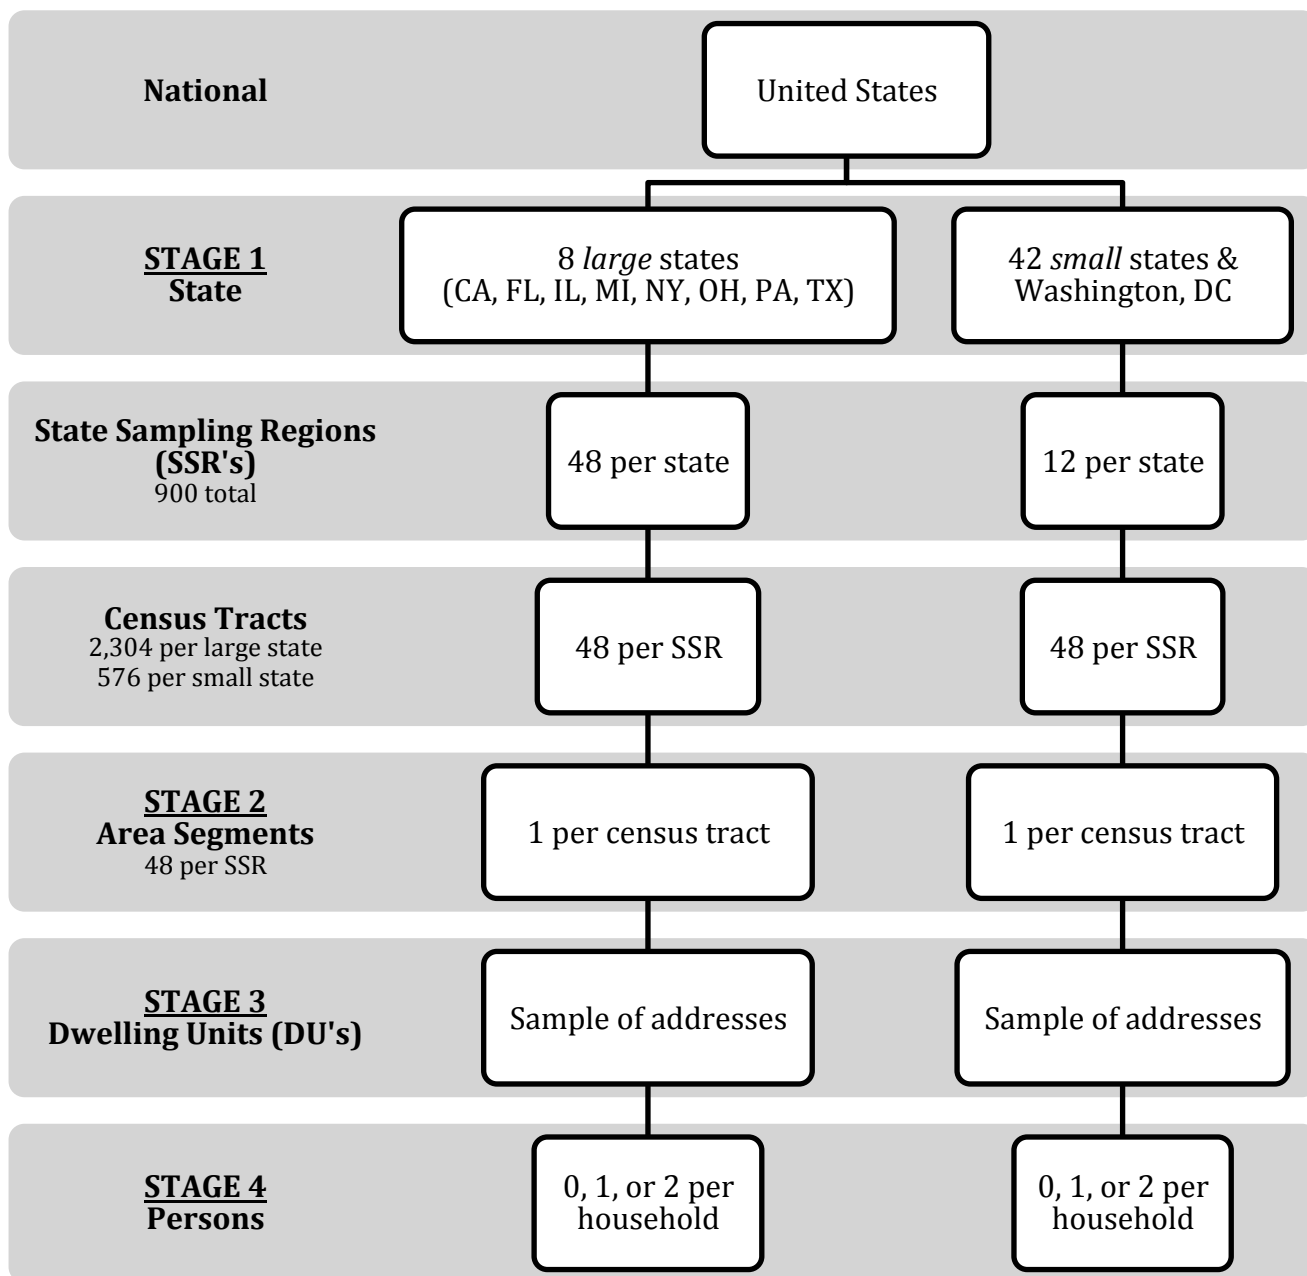 National
United States
STAGE 1
State
8 large states
(CA, FL, IL, MI, NY, OH, PA, TX)
42 small states &
Washington, DC
State Sampling Regions
(SSR's)
900 total
48 per state
12 per state
Census Tracts
2,304 per large state
576 per small state
48 per SSR
48 per SSR
STAGE 2
Area Segments
48 per SSR
1 per census tract
1 per census tract
STAGE 3
Dwelling Units (DU's)
Sample of addresses
Sample of addresses
STAGE 4
Persons
0, 1, or 2 per
household
0, 1, or 2 per
household